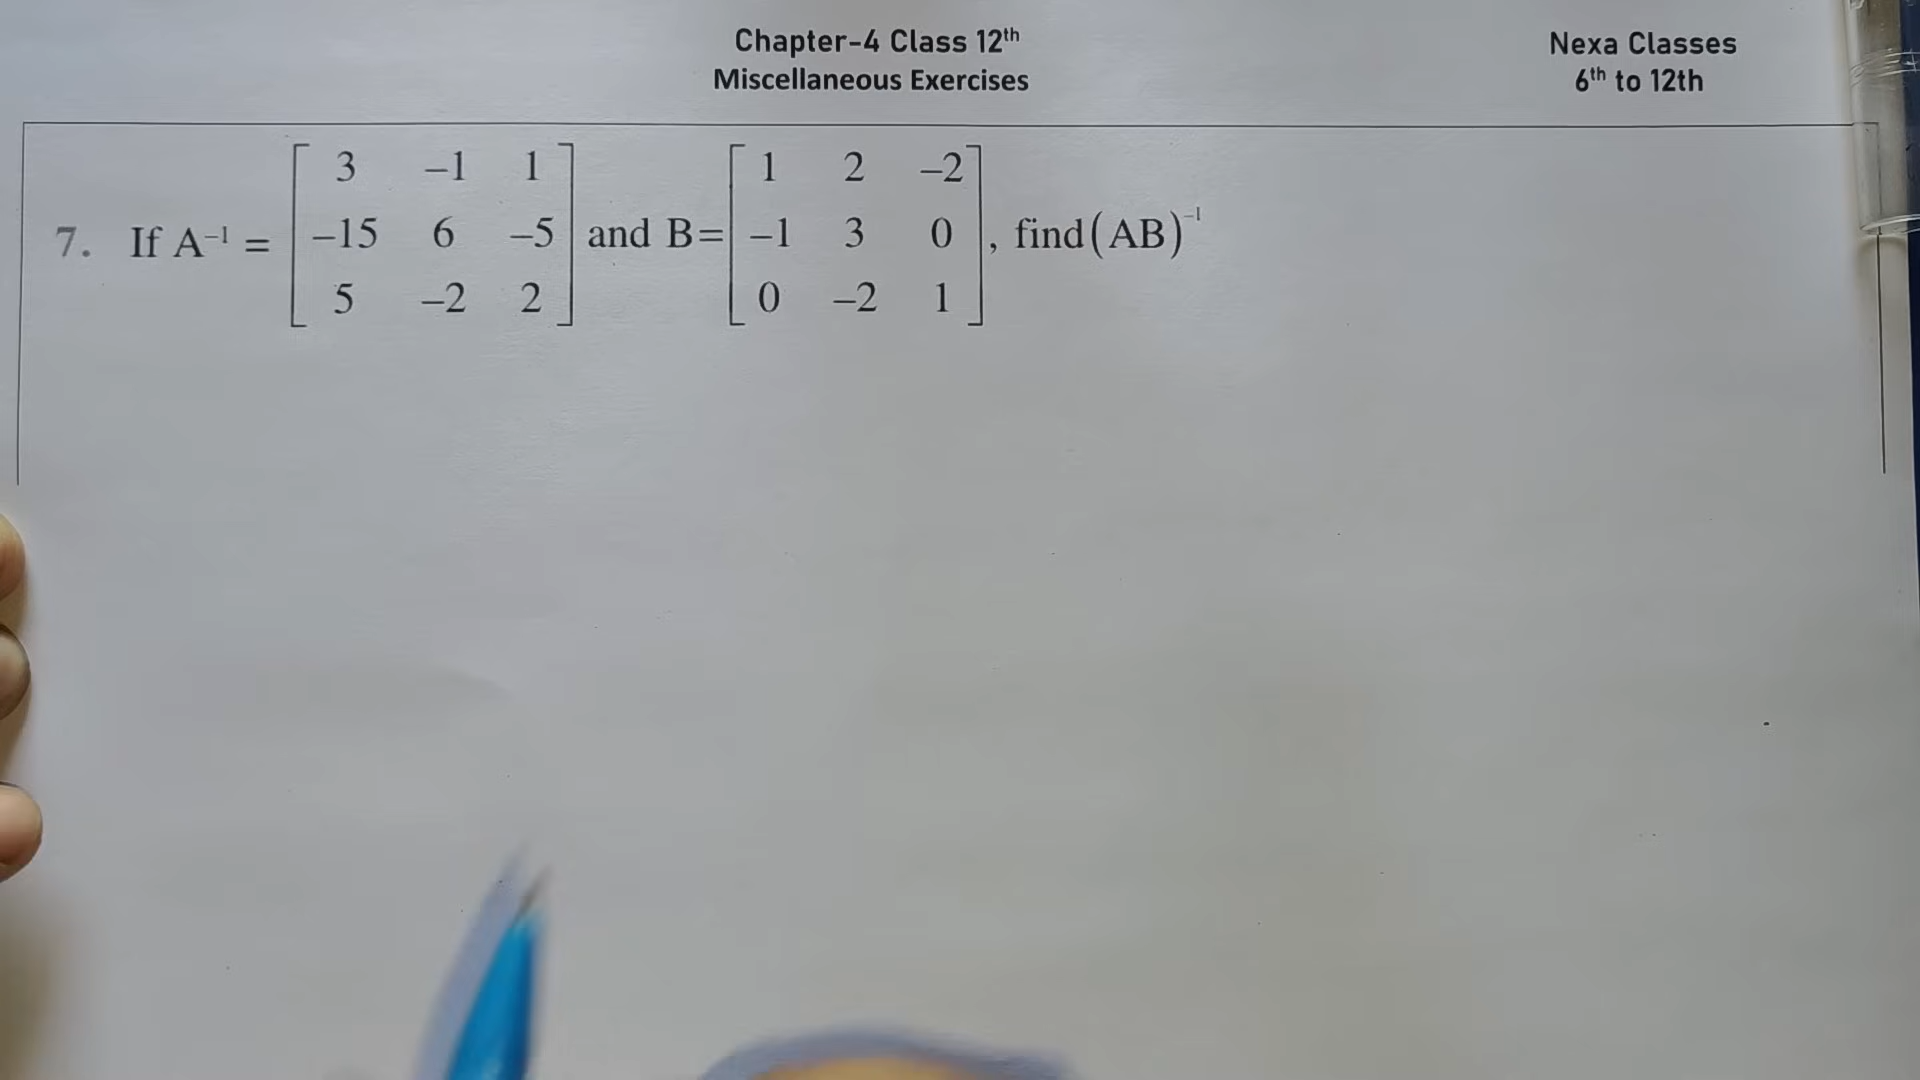 Chapter-4 Class 12th
Miscellaneous Exercises
Nexa Classes
6th to 12th
7. If A⁻¹ = [ 3 –1 1 ; –15 6 –5 ; 5 –2 2 ] and B= [ 1 2 –2 ; –1 3 0 ; 0 –2 1 ], find (AB)⁻¹